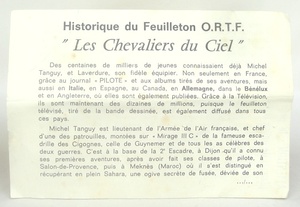 Historique du Feuilleton O.R.T.F.
" Les Chevaliers du Ciel "
Des centaines de milliers de jeunes connaissaient déjà Michel
Tanguy, et Laverdure, son fidèle équipier. Non seulement en France,
grâce au journal « PILOTE » et aux albums tirés de ses aventures, mais
aussi en Italie, en Espagne, au Canada, en Allemagne, dans le Bénélux
et en Angleterre, où elles sont également publiées. Grâce à la Télévision,
ils sont maintenant des dizaines de millions, puisque le feuilleton
télévisé, tiré de la bande dessinée, est également diffusé dans tous
ces pays.
Michel Tanguy est lieutenant de l'Armée de l'Air française, et chef
d'une des patrouilles, montées sur « Mirage III C » de la fameuse esca-
drille des Cigognes, celle de Guynemer et de tous les as célèbres des
deux guerres. C'est à la base de la 2e Escadre, à Dijon qu'il a connu
ses premières aventures, après avoir fait ses classes de pilote, à
Salon-de-Provence, puis à Meknès (Maroc) où il s'est distingué en
récupérant en plein Sahara, une ogive secrète de fusée, déviée de son
...../...